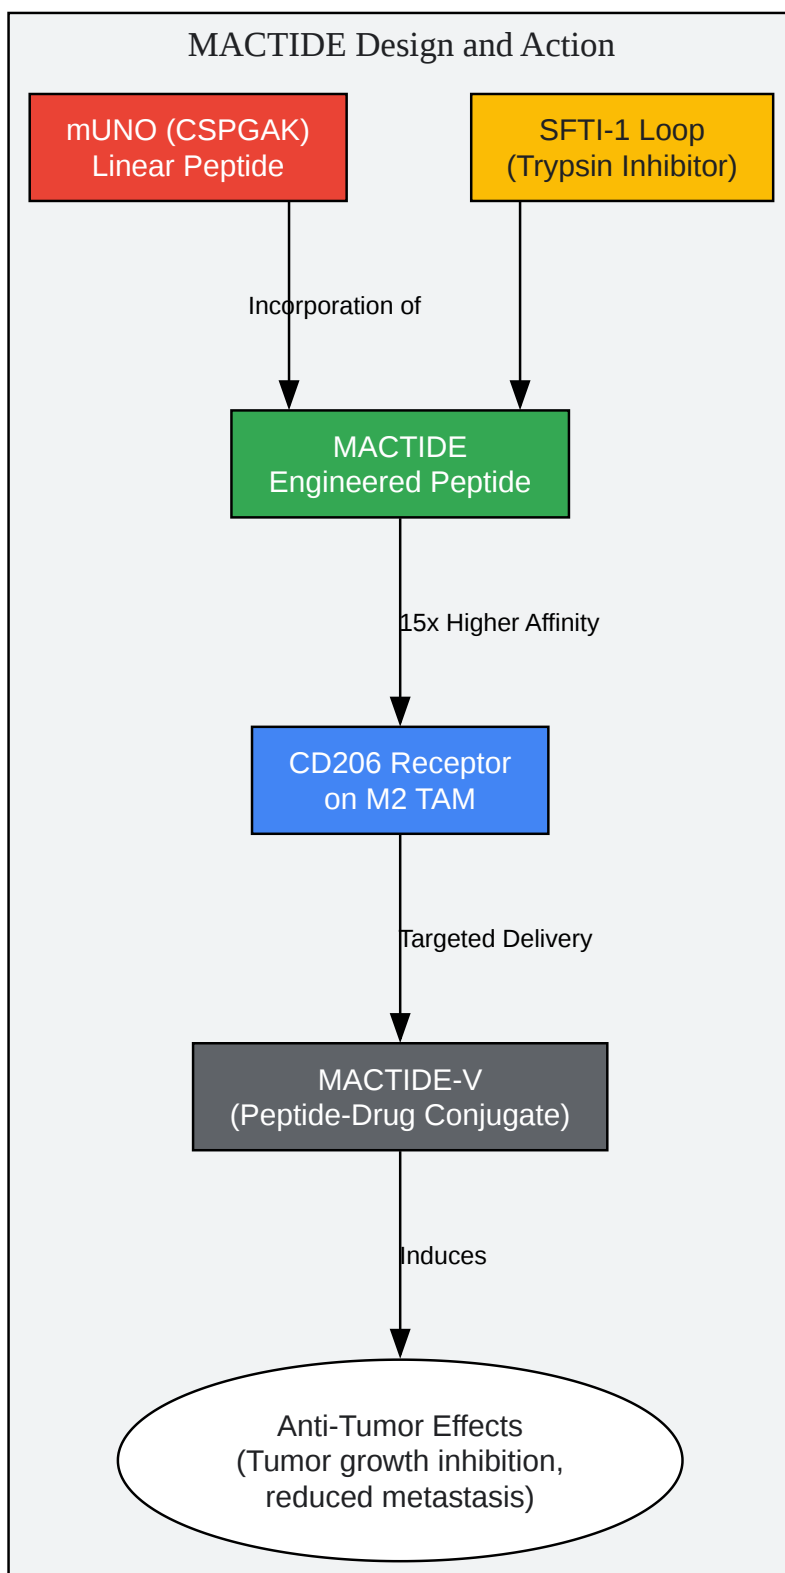 MACTIDE Design and Action
mUNO (CSPGAK)
Linear Peptide
SFTI-1 Loop
(Trypsin Inhibitor)
Incorporation of
MACTIDE
Engineered Peptide
15x Higher Affinity
CD206 Receptor
on M2 TAM
Targeted Delivery
MACTIDE-V
(Peptide-Drug Conjugate)
Induces
Anti-Tumor Effects
(Tumor growth inhibition,
reduced metastasis)